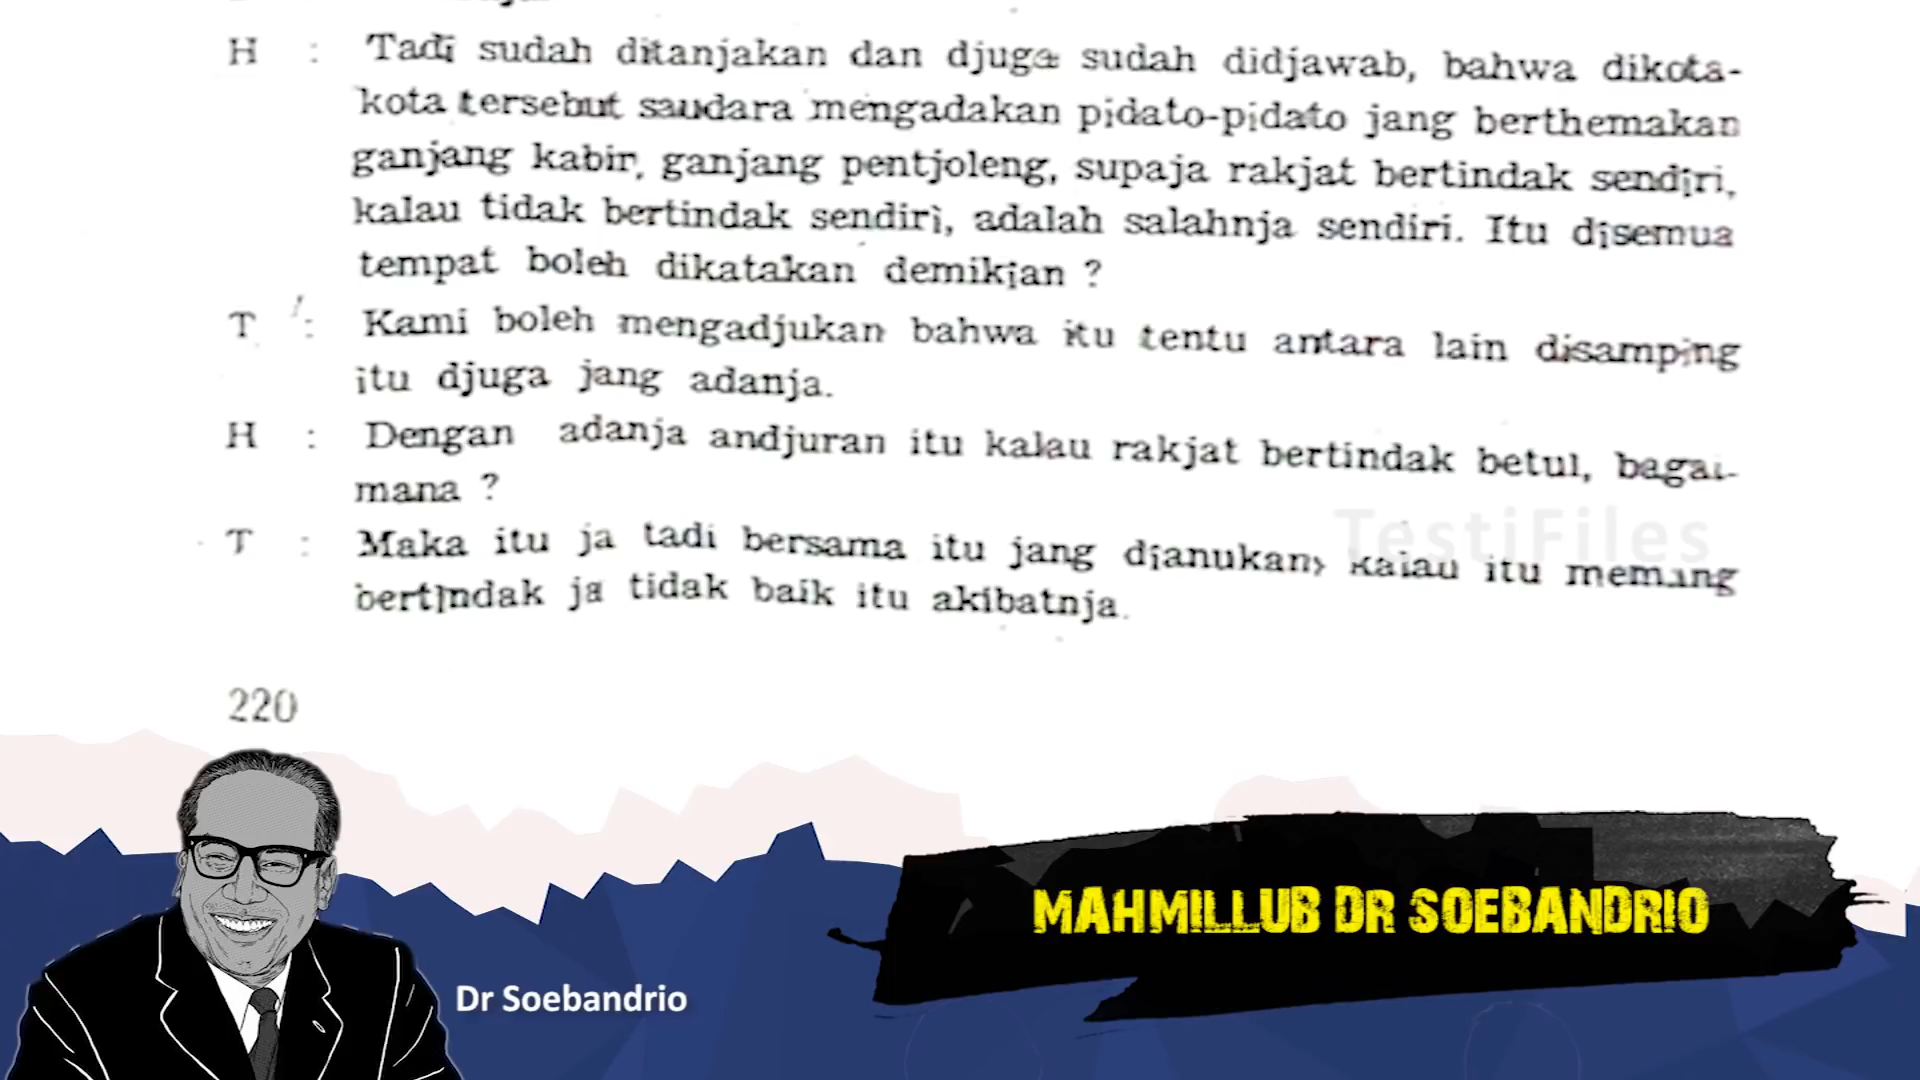 H : Tadi sudah ditanjakan dan djuga sudah didjawab, bahwa dikota-
kota tersebut saudara mengadakan pidato-pidato jang berthemakan
ganjang kabir, ganjang pentjoleng, supaja rakjat bertindak sendiri,
kalau tidak bertindak sendiri, adalah salahnja sendiri. Itu disemua
tempat boleh dikatakan demikian ?
T : Kami boleh mengadjukan bahwa itu tentu antara lain disamping
itu djuga jang adanja.
H : Dengan adanja andjuran itu kalau rakjat bertindak betul, bagai-
mana ?
T : Maka itu ja tadi bersama itu jang dianukan, kalau itu memang
bertindak ja tidak baik itu akibatnja.
TestiFiles
220
MAHMILLUB DR SOEBANDRIO
Dr Soebandrio